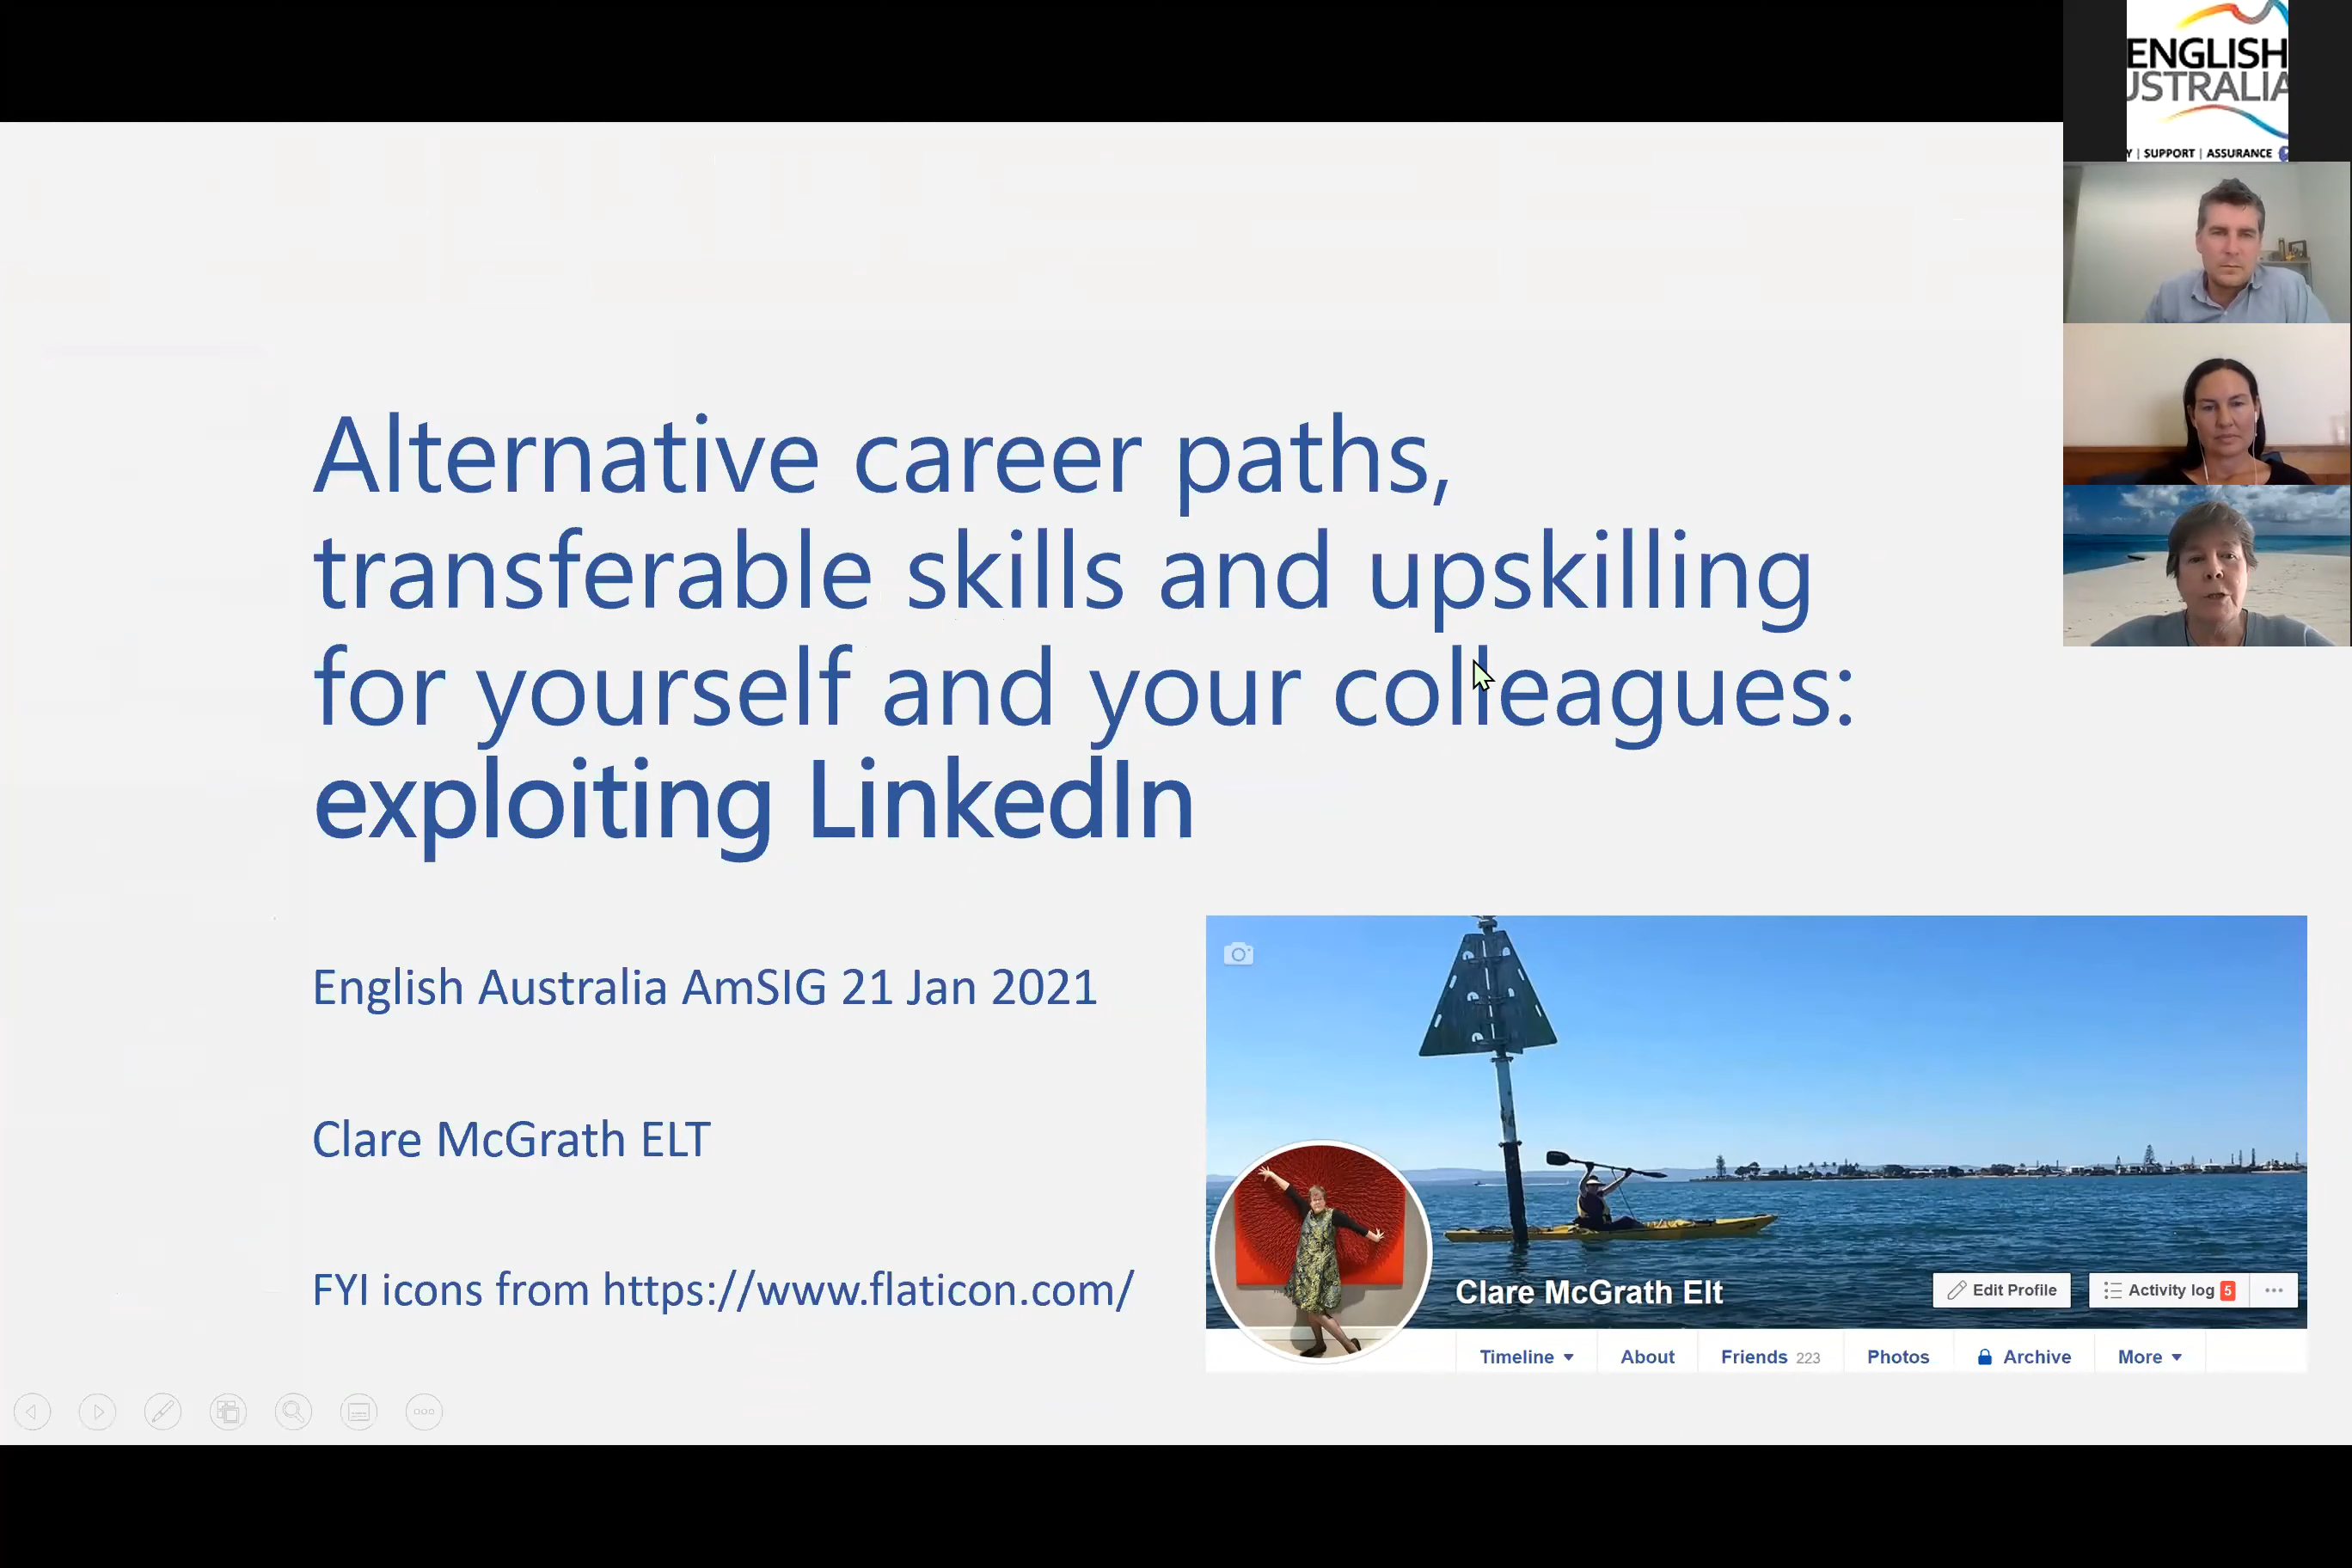 ENGLISH
USTRALIA
Y | SUPPORT | ASSURANCE
Alternative career paths,
transferable skills and upskilling
for yourself and your colleagues:
exploiting LinkedIn
English Australia AmSIG 21 Jan 2021
Clare McGrath ELT
FYI icons from https://www.flaticon.com/
Clare McGrath Elt
Edit Profile
Activity log 5
Timeline
About
Friends 223
Photos
Archive
More